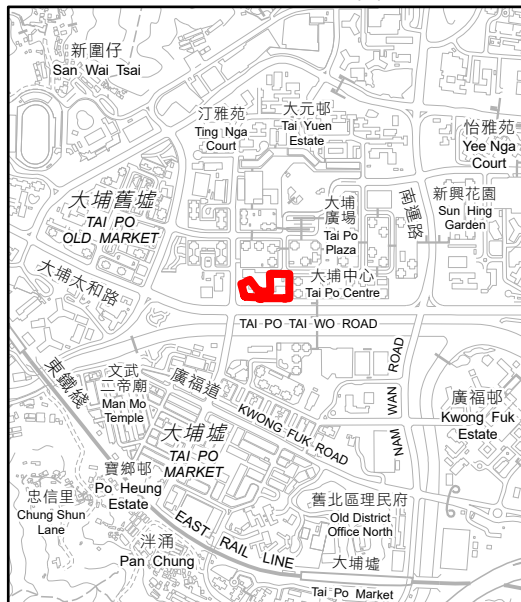 新圍仔
San Wai Tsai
汀雅苑
Ting Nga
Court
大元邨
Tai Yuen
Estate
怡雅苑
Yee Nga
Court
大埔舊墟
TAI PO
OLD MARKET
大埔
廣場
Tai Po
Plaza
南運路
新興花園
Sun Hing
Garden
大埔太和路
大埔中心
Tai Po Centre
TAI PO TAI WO ROAD
東鐵綫
文武
二帝廟
Man Mo
Temple
廣福道
KWONG FUK ROAD
NAM WAN ROAD
廣福邨
Kwong Fuk
Estate
大埔墟
TAI PO
MARKET
寶鄉邨
Po Heung
Estate
忠信里
Chung Shun
Lane
舊北區理民府
Old District
Office North
泮涌
Pan Chung
EAST RAIL LINE
大埔墟
Tai Po Market